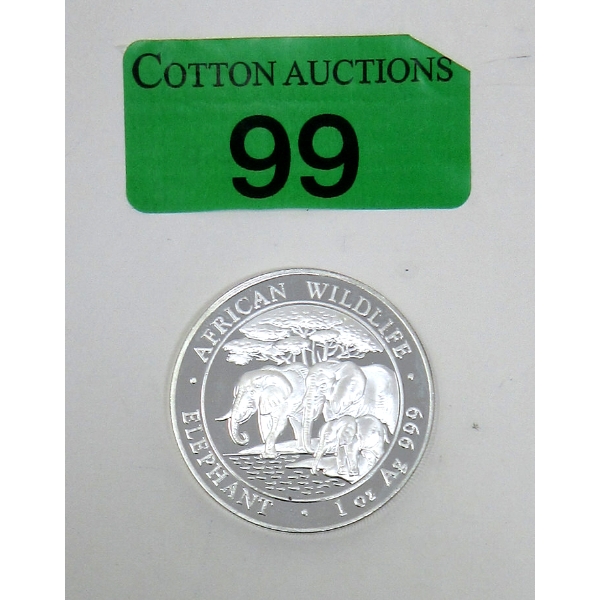 COTTON AUCTIONS
99
AFRICAN WILDLIFE
ELEPHANT
1 oz Ag 999